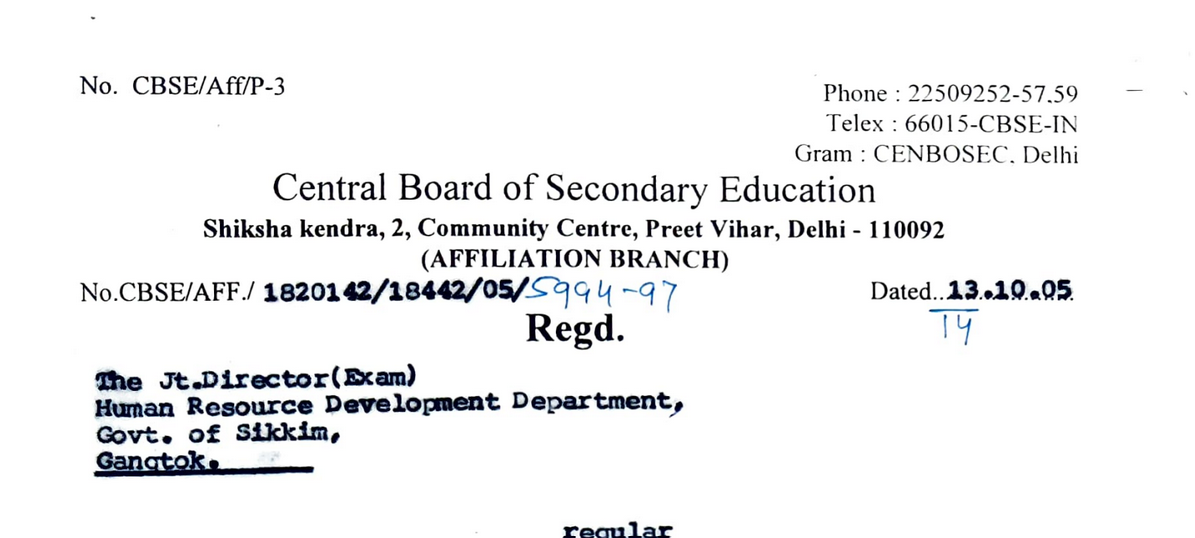 No. CBSE/Aff/P-3
Phone : 22509252-57.59
Telex : 66015-CBSE-IN
Gram : CENBOSEC. Delhi
Central Board of Secondary Education
Shiksha kendra, 2, Community Centre, Preet Vihar, Delhi - 110092
(AFFILIATION BRANCH)
No.CBSE/AFF./ 1820142/18442/05/5994-97 Dated..13..10..05.
14
Regd.
The Jt.Director(Exam)
Human Resource Development Department,
Govt. of Sikkim,
Gangtok.
regular